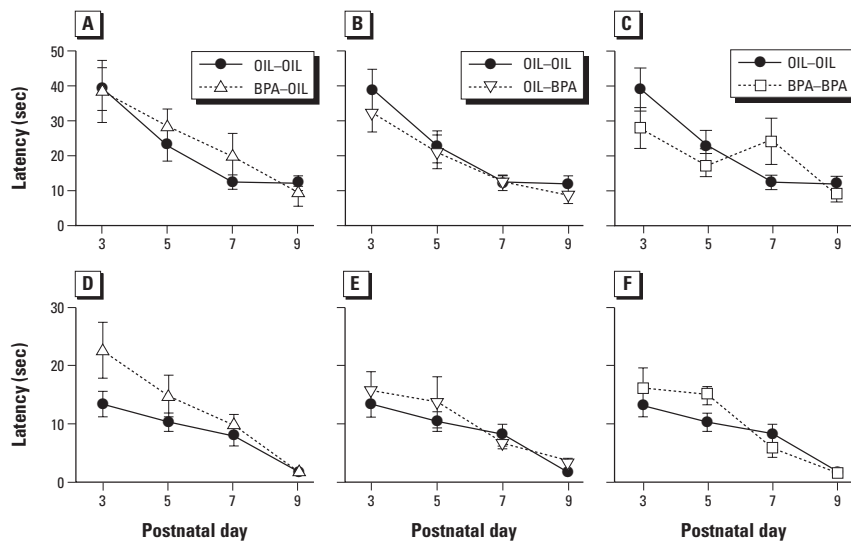 A
B
C
50
40
30
20
10
0
Latency (sec)
OIL–OIL
BPA–OIL
OIL–OIL
OIL–BPA
OIL–OIL
BPA–BPA
3 5 7 9
3 5 7 9
3 5 7 9
D
E
F
30
20
10
0
Latency (sec)
3 5 7 9
3 5 7 9
3 5 7 9
Postnatal day
Postnatal day
Postnatal day